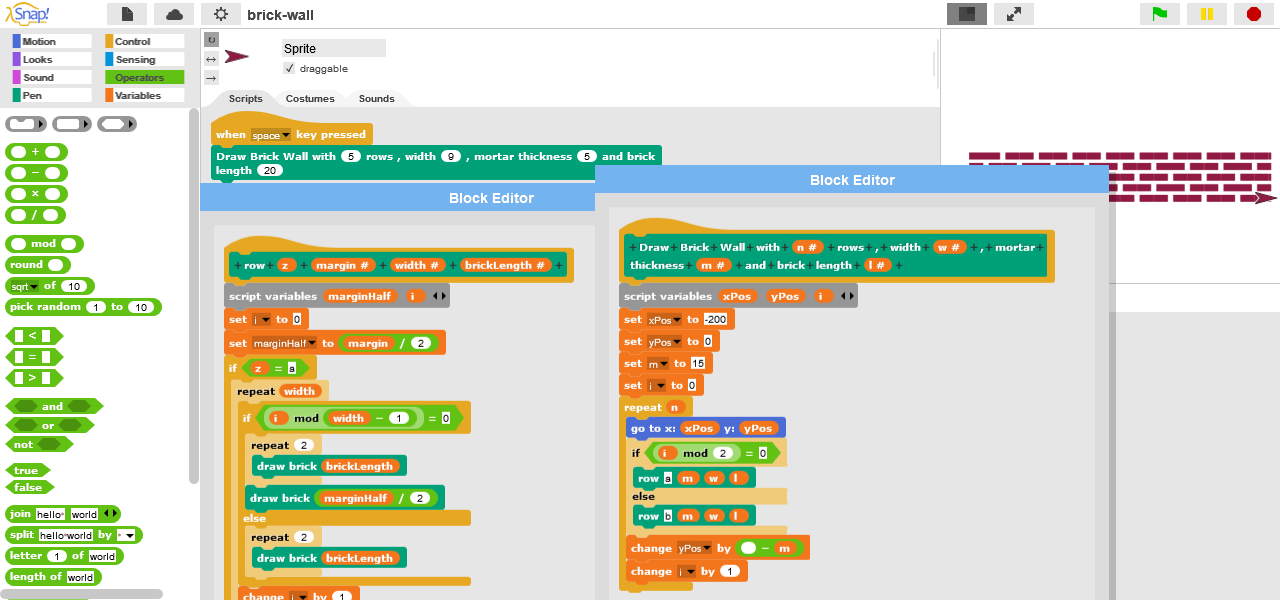 Snap!
brick-wall
Motion
Control
Looks
Sensing
Sound
Operators
Pen
Variables
+
−
×
/
mod
round
sqrt of 10
pick random 1 to 10
<
=
>
and
or
not
true
false
join hello world
split hello world by
letter 1 of world
length of world
Sprite
draggable
Scripts Costumes Sounds
when space key pressed
Draw Brick Wall with 5 rows , width 9 , mortar thickness 5 and brick
length 20
Block Editor
+ row + z + margin # + width # + brickLength # +
script variables marginHalf i
set i to 0
set marginHalf to margin / 2
if z = a
repeat width
if i mod width − 1 = 0
repeat 2
draw brick brickLength
draw brick marginHalf / 2
else
repeat 2
draw brick brickLength
change i by 1
Block Editor
+ Draw + Brick + Wall + with + n # + rows + , + width + w # + , + mortar
thickness + m # + and + brick + length + l # +
script variables xPos yPos i
set xPos to -200
set yPos to 0
set m to 15
set i to 0
repeat n
go to x: xPos y: yPos
if i mod 2 = 0
row a m w l
else
row b m w l
change yPos by − m
change i by 1